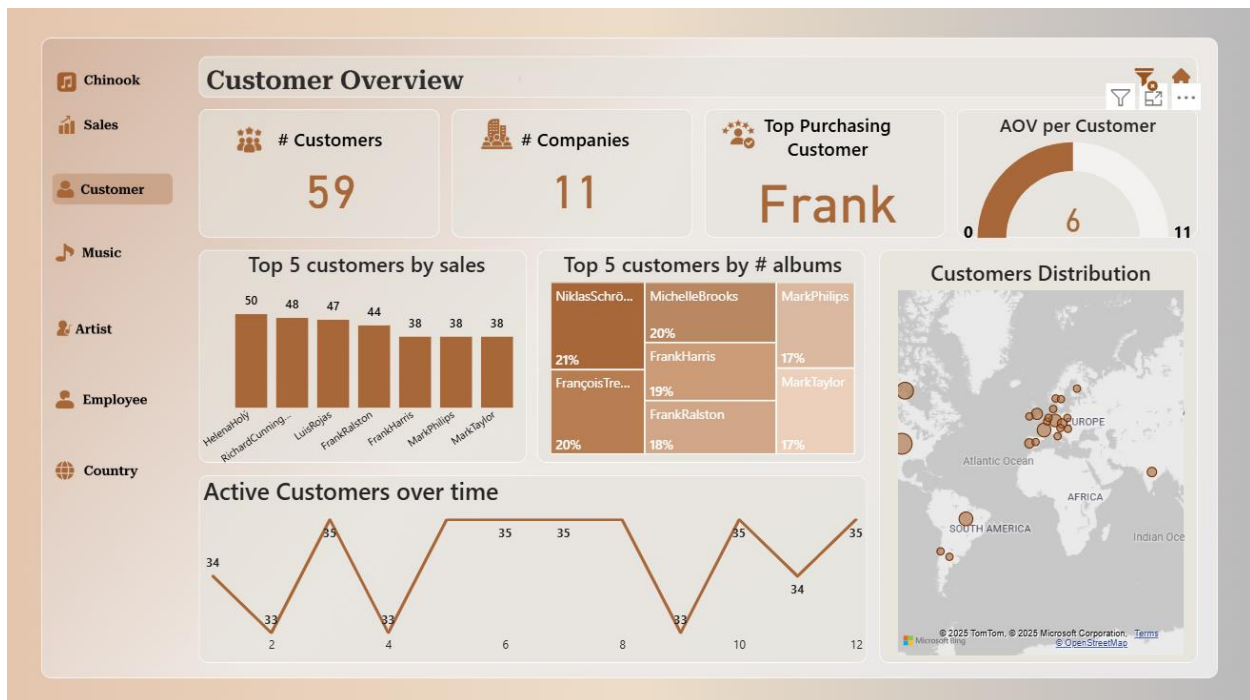 Chinook
Sales
Customer
Music
Artist
Employee
Country
Customer Overview
# Customers
59
# Companies
11
Top Purchasing
Customer
Frank
AOV per Customer
0
6
11
Top 5 customers by sales
50
48
47
44
38
38
38
HelenaHolý
RichardCunning...
LuisRojas
FrankRalston
FrankHarris
MarkPhilips
MarkTaylor
Top 5 customers by # albums
NiklasSchrö...
21%
FrançoisTre...
20%
MichelleBrooks
20%
FrankHarris
19%
FrankRalston
18%
MarkPhilips
17%
MarkTaylor
17%
Customers Distribution
EUROPE
Atlantic Ocean
AFRICA
SOUTH AMERICA
Indian Oce
© 2025 TomTom, © 2025 Microsoft Corporation, Terms
Microsoft Bing
© OpenStreetMap
Active Customers over time
34
33
35
33
35
35
33
35
34
35
2
4
6
8
10
12